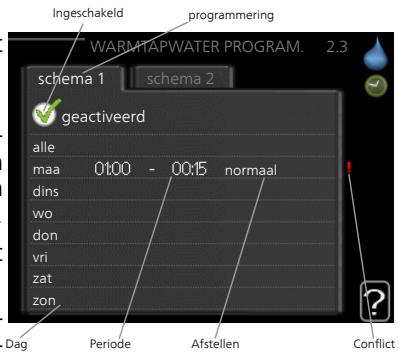 Ingeschakeld
programmering
WARMTAPWATER PROGRAM. 2.3
schema 1 schema 2
geactiveerd
alle
maa 01:00 - 00:15 normaal !
dins
wo
don
vri
zat
zon
?
Dag Periode Afstellen Conflict